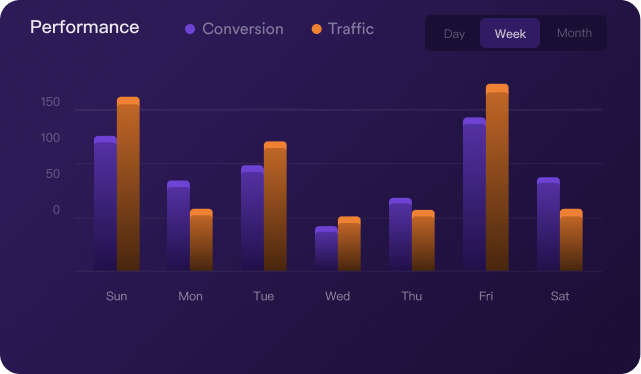 Performance
Conversion
Traffic
Day
Week
Month
150
100
50
0
Sun
Mon
Tue
Wed
Thu
Fri
Sat